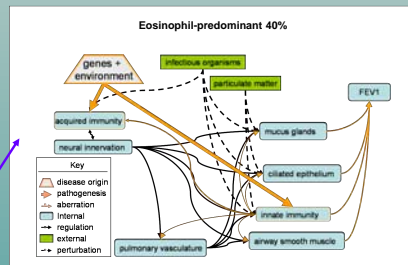 Eosinophil-predominant 40%
genes +
environment
infectious organisms
particulate matter
FEV1
acquired immunity
mucus glands
neural innervation
Key
disease origin
pathogenesis
aberration
Internal
regulation
external
perturbation
ciliated epithelium
innate immunity
airway smooth muscle
pulmonary vasculature